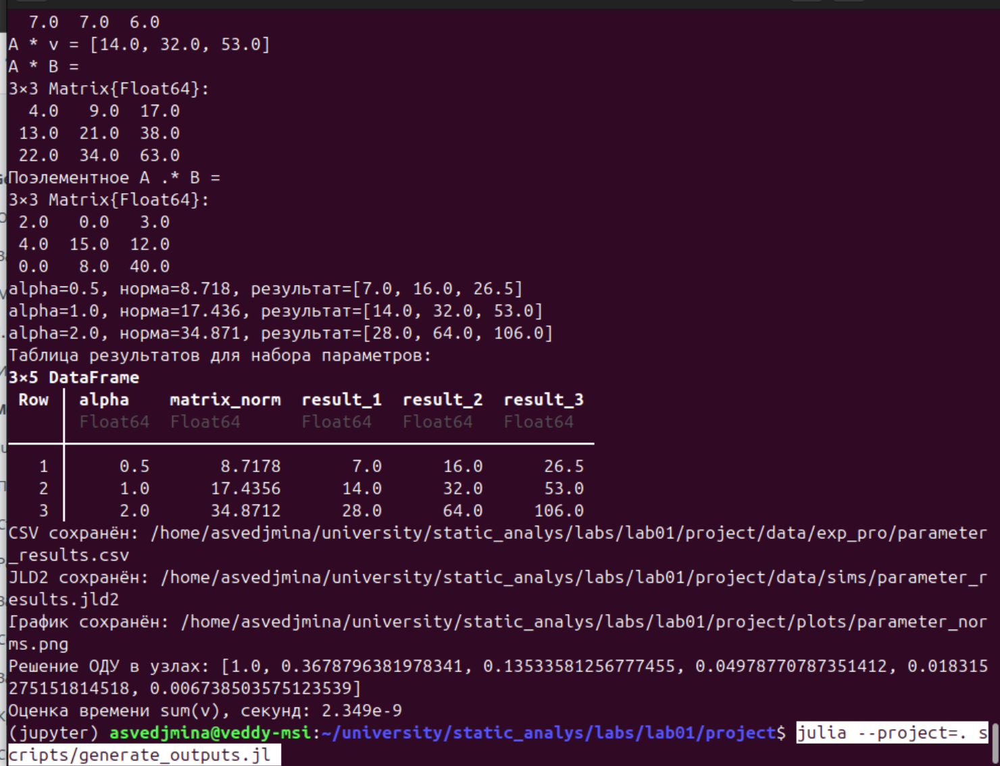 7.0  7.0  6.0
A * v = [14.0, 32.0, 53.0]
A * B =
3×3 Matrix{Float64}:
4.0   9.0  17.0
13.0  21.0  38.0
22.0  34.0  63.0
Поэлементное A .* B =
3×3 Matrix{Float64}:
2.0   0.0   3.0
4.0  15.0  12.0
0.0   8.0  40.0
alpha=0.5, норма=8.718, результат=[7.0, 16.0, 26.5]
alpha=1.0, норма=17.436, результат=[14.0, 32.0, 53.0]
alpha=2.0, норма=34.871, результат=[28.0, 64.0, 106.0]
Таблица результатов для набора параметров:
3×5 DataFrame
Row  alpha  matrix_norm  result_1  result_2  result_3
Float64  Float64  Float64  Float64  Float64
1  0.5  8.7178  7.0  16.0  26.5
2  1.0  17.4356  14.0  32.0  53.0
3  2.0  34.8712  28.0  64.0  106.0
CSV сохранён: /home/asvedjmina/university/static_analys/labs/lab01/project/data/exp_pro/parameter
_results.csv
JLD2 сохранён: /home/asvedjmina/university/static_analys/labs/lab01/project/data/sims/parameter_r
esults.jld2
График сохранён: /home/asvedjmina/university/static_analys/labs/lab01/project/plots/parameter_nor
ms.png
Решение ОДУ в узлах: [1.0, 0.3678796381978341, 0.13533581256777455, 0.04978770787351412, 0.018315
275151814518, 0.006738503575123539]
Оценка времени sum(v), секунд: 2.349e-9
(jupyter) asvedjmina@veddy-msi:~/university/static_analys/labs/lab01/project$ julia --project=. s
cripts/generate_outputs.jl